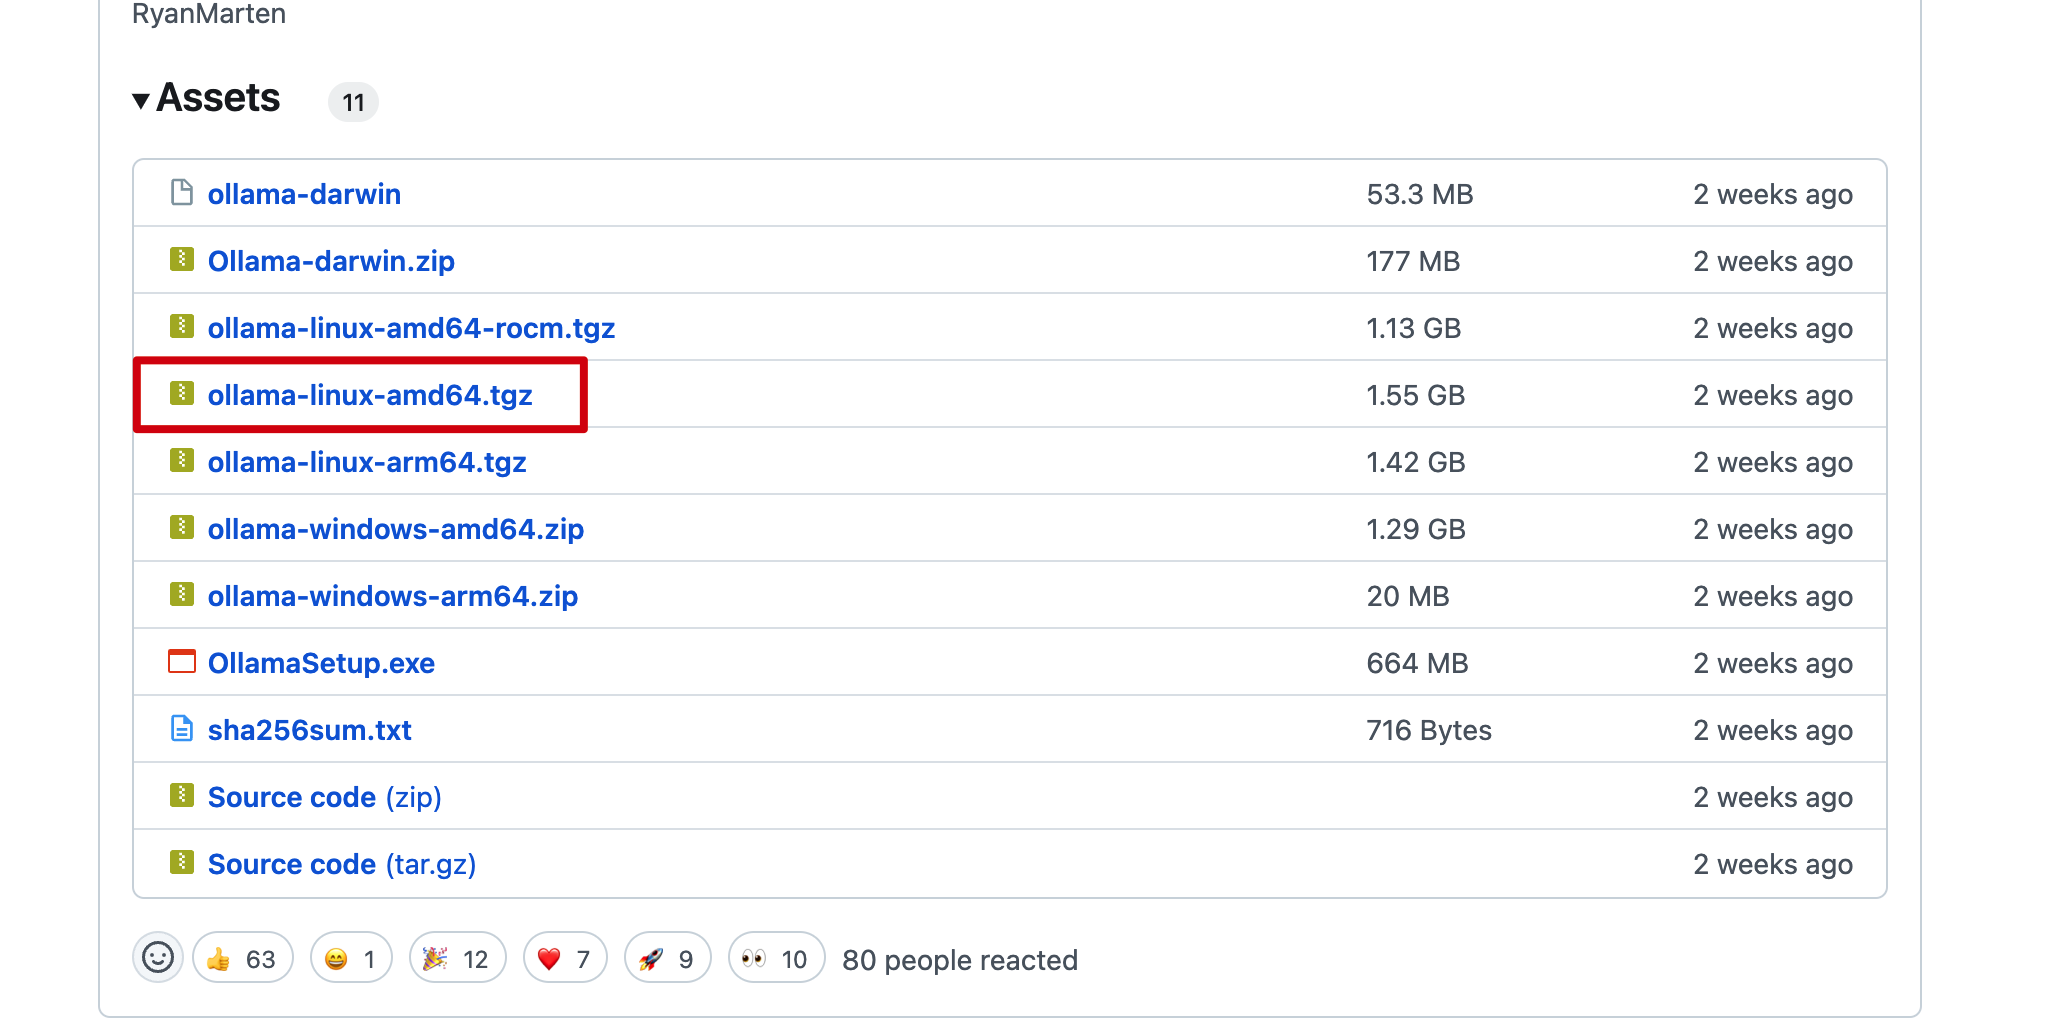 RyanMarten
Assets 11
ollama-darwin 53.3 MB 2 weeks ago
Ollama-darwin.zip 177 MB 2 weeks ago
ollama-linux-amd64-rocm.tgz 1.13 GB 2 weeks ago
ollama-linux-amd64.tgz 1.55 GB 2 weeks ago
ollama-linux-arm64.tgz 1.42 GB 2 weeks ago
ollama-windows-amd64.zip 1.29 GB 2 weeks ago
ollama-windows-arm64.zip 20 MB 2 weeks ago
OllamaSetup.exe 664 MB 2 weeks ago
sha256sum.txt 716 Bytes 2 weeks ago
Source code (zip) 2 weeks ago
Source code (tar.gz) 2 weeks ago
63 1 12 7 9 10 80 people reacted